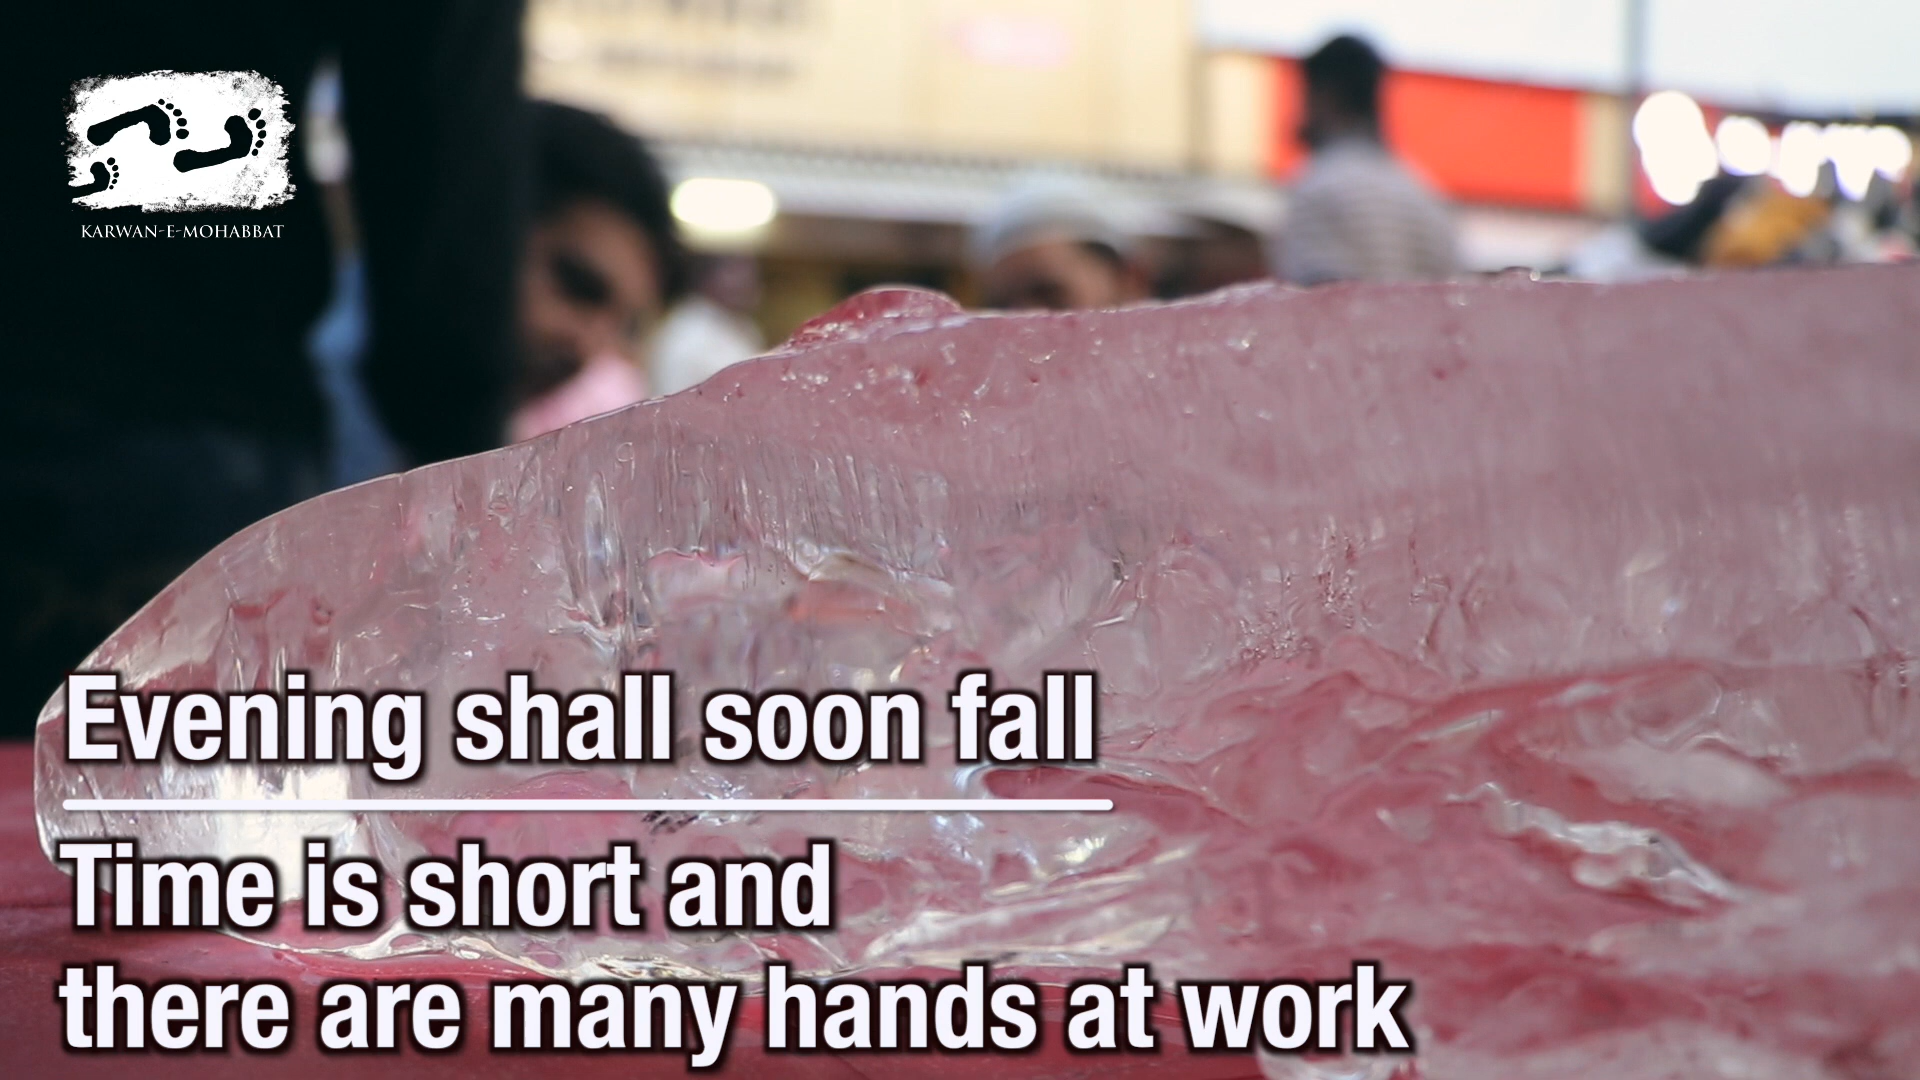 KARWAN-E-MOHABBAT
Evening shall soon fall
Time is short and
there are many hands at work